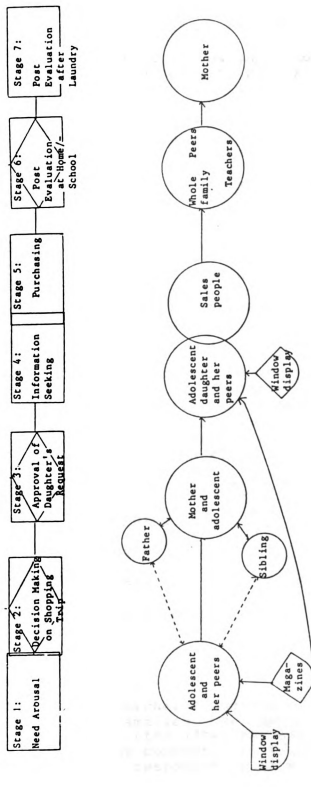 Stage 1:
Need Arousal
Stage 2:
Decision Making
on Shopping
Trip
Stage 3:
Approval of
Daughter's
Request
Stage 4:
Information
Seeking
Stage 5:
Purchasing
Stage 6:
Post
Evaluation
at Home/-
School
Stage 7:
Post
Evaluation
after
Laundry
Window
display
Maga-
zines
Adolescent
and
her peers
Father
Sibling
Mother
and
adolescent
Adolescent
daughter
and her
peers
Window
display
Sales
people
Whole Peers
family
Teachers
Mother